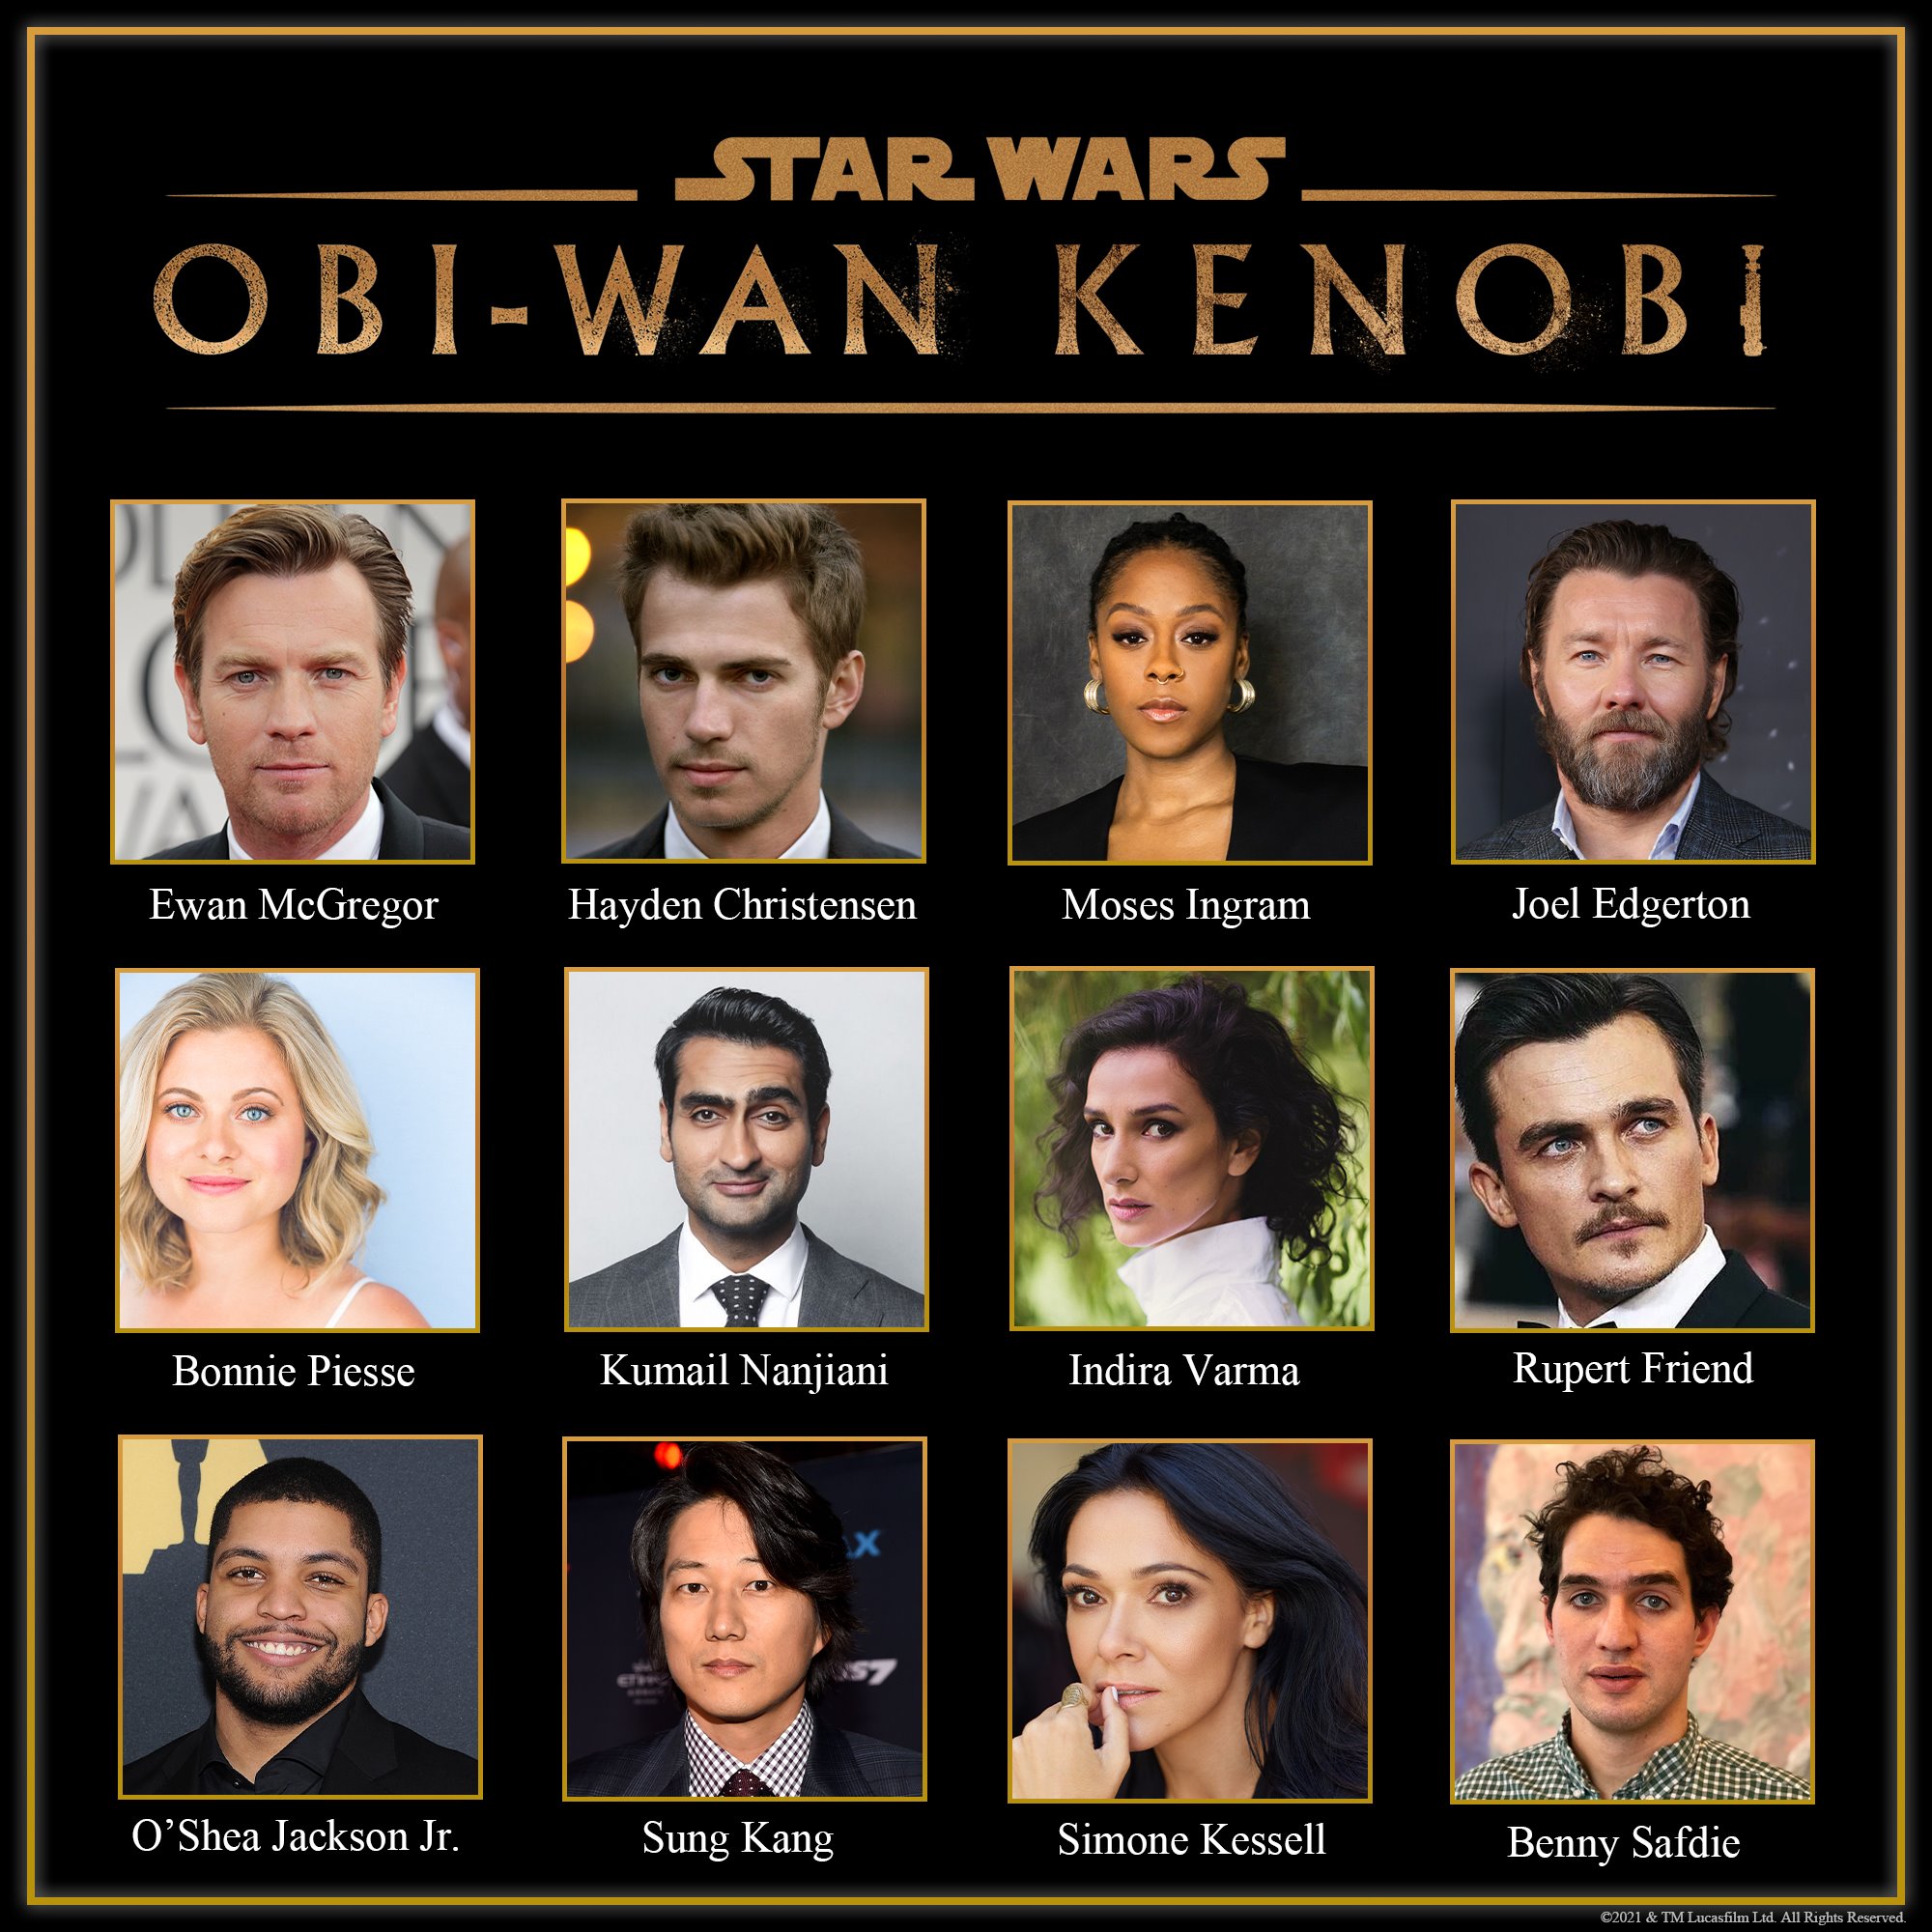 STAR WARS
OBI-WAN KENOBI
Ewan McGregor
Hayden Christensen
Moses Ingram
Joel Edgerton
Bonnie Piesse
Kumail Nanjiani
Indira Varma
Rupert Friend
O’Shea Jackson Jr.
Sung Kang
Simone Kessell
Benny Safdie
©2021 & TM Lucasfilm Ltd. All Rights Reserved.